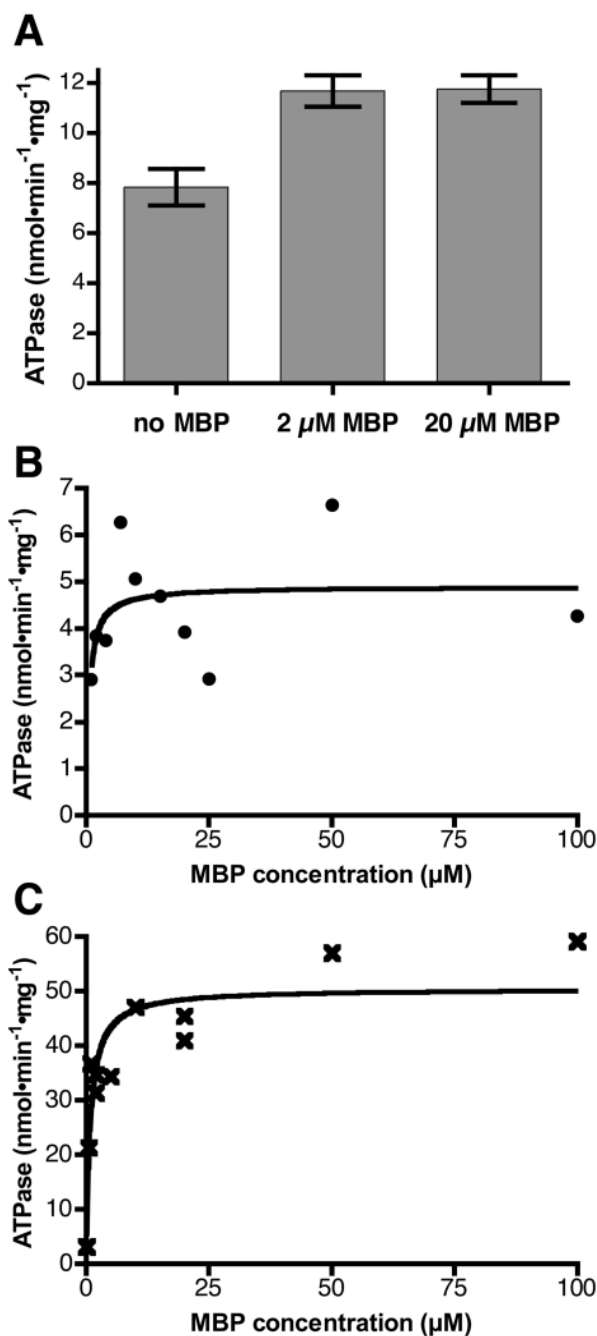 A
ATPase (nmol•min-1•mg-1)
12
10
8
6
4
2
0
no MBP 2 µM MBP 20 µM MBP
B
ATPase (nmol•min-1•mg-1)
7
6
5
4
3
2
1
0
0 25 50 75 100
MBP concentration (µM)
C
ATPase (nmol•min-1•mg-1)
60
50
40
30
20
10
0
0 25 50 75 100
MBP concentration (µM)